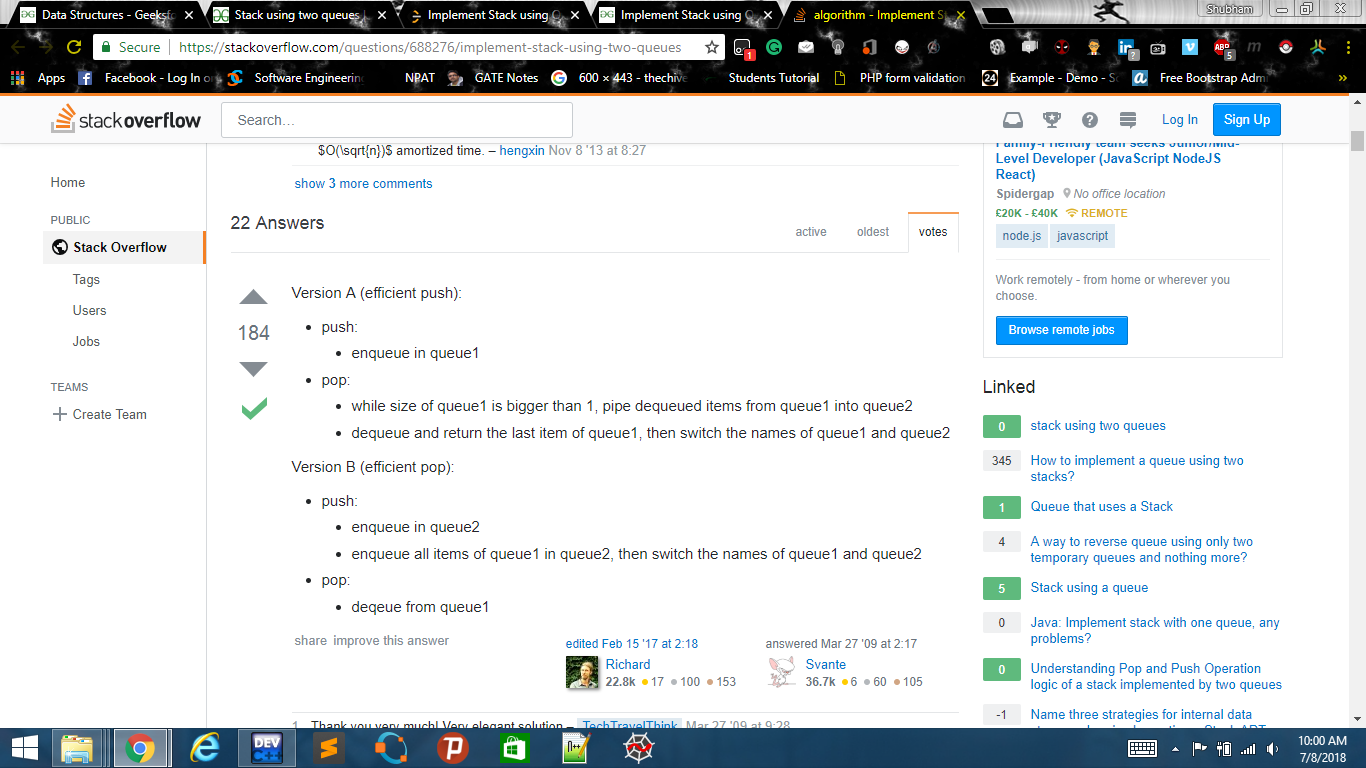 Data Structures - Geeksfo
Stack using two queues
Implement Stack using Q
Implement Stack using Q
algorithm - Implement St
Shubham
Secure
https://stackoverflow.com/questions/688276/implement-stack-using-two-queues
Apps
Facebook - Log In or
Software Engineering
NPAT
GATE Notes
600 × 443 - thechive
Students Tutorial
PHP form validation
24
Example - Demo - Sc
Free Bootstrap Adm
stackoverflow
Search...
Log In
Sign Up
$O(\sqrt{n})$ amortized time. – hengxin Nov 8 '13 at 8:27
show 3 more comments
Home
PUBLIC
Stack Overflow
Tags
Users
Jobs
TEAMS
Create Team
22 Answers
active
oldest
votes
184
Version A (efficient push):
• push:
• enqueue in queue1
• pop:
• while size of queue1 is bigger than 1, pipe dequeued items from queue1 into queue2
• dequeue and return the last item of queue1, then switch the names of queue1 and queue2
Version B (efficient pop):
• push:
• enqueue in queue2
• enqueue all items of queue1 in queue2, then switch the names of queue1 and queue2
• pop:
• deqeue from queue1
share improve this answer
edited Feb 15 '17 at 2:18
Richard
22.8k 17 100 153
answered Mar 27 '09 at 2:17
Svante
36.7k 6 60 105
1 Thank you very much! Very elegant solution – TechTravelThink Mar 27 '09 at 9:28
Family-Friendly team seeks Junior/Mid-
Level Developer (JavaScript NodeJS
React)
Spidergap No office location
£20K - £40K REMOTE
node.js javascript
Work remotely - from home or wherever you
choose.
Browse remote jobs
Linked
0 stack using two queues
345 How to implement a queue using two
stacks?
1 Queue that uses a Stack
4 A way to reverse queue using only two
temporary queues and nothing more?
5 Stack using a queue
0 Java: Implement stack with one queue, any
problems?
0 Understanding Pop and Push Operation
logic of a stack implemented by two queues
-1 Name three strategies for internal data
DEV
C++
10:00 AM
7/8/2018